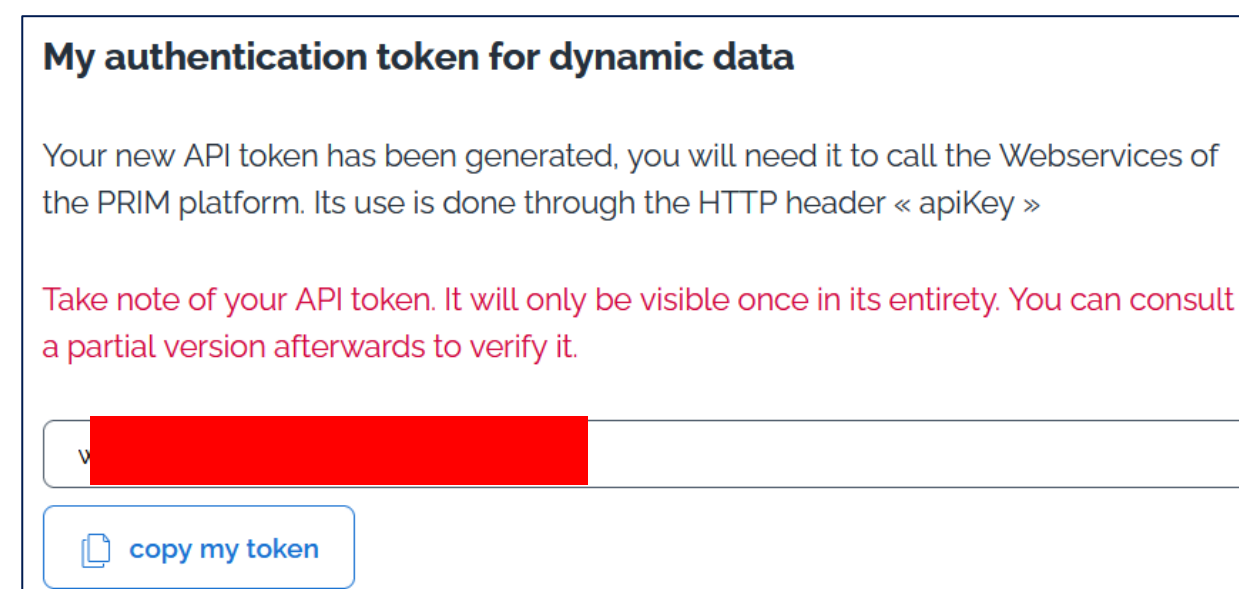 My authentication token for dynamic data
Your new API token has been generated, you will need it to call the Webservices of
the PRIM platform. Its use is done through the HTTP header « apiKey »
Take note of your API token. It will only be visible once in its entirety. You can consult
a partial version afterwards to verify it.
copy my token